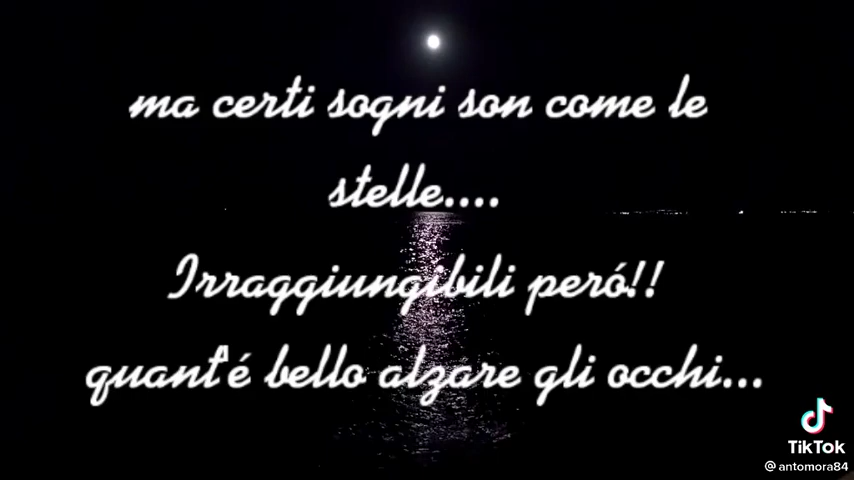 ma certi sogni son come le
stelle....
Irraggiungibili peró!!
quant'é bello alzare gli occhi...
TikTok
@antomora84